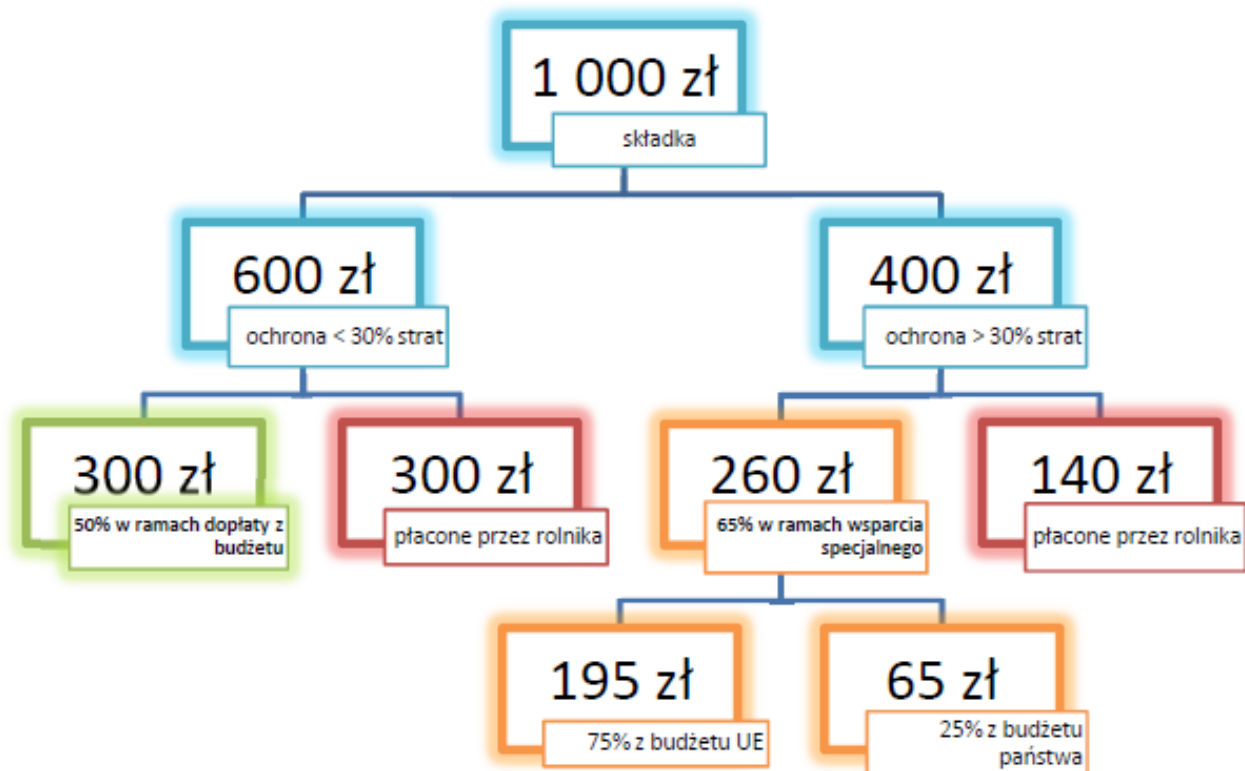 1 000 zł
składka
600 zł
ochrona < 30% strat
400 zł
ochrona > 30% strat
300 zł
50% w ramach dopłaty z
budżetu
300 zł
płacone przez rolnika
260 zł
65% w ramach wsparcia
specjalnego
140 zł
płacone przez rolnika
195 zł
75% z budżetu UE
65 zł
25% z budżetu
państwa